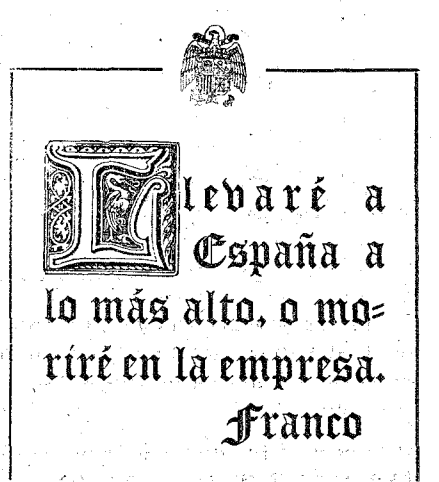 Llevaré a
España a
lo más alto, o mo=
riré en la empresa.
Franco